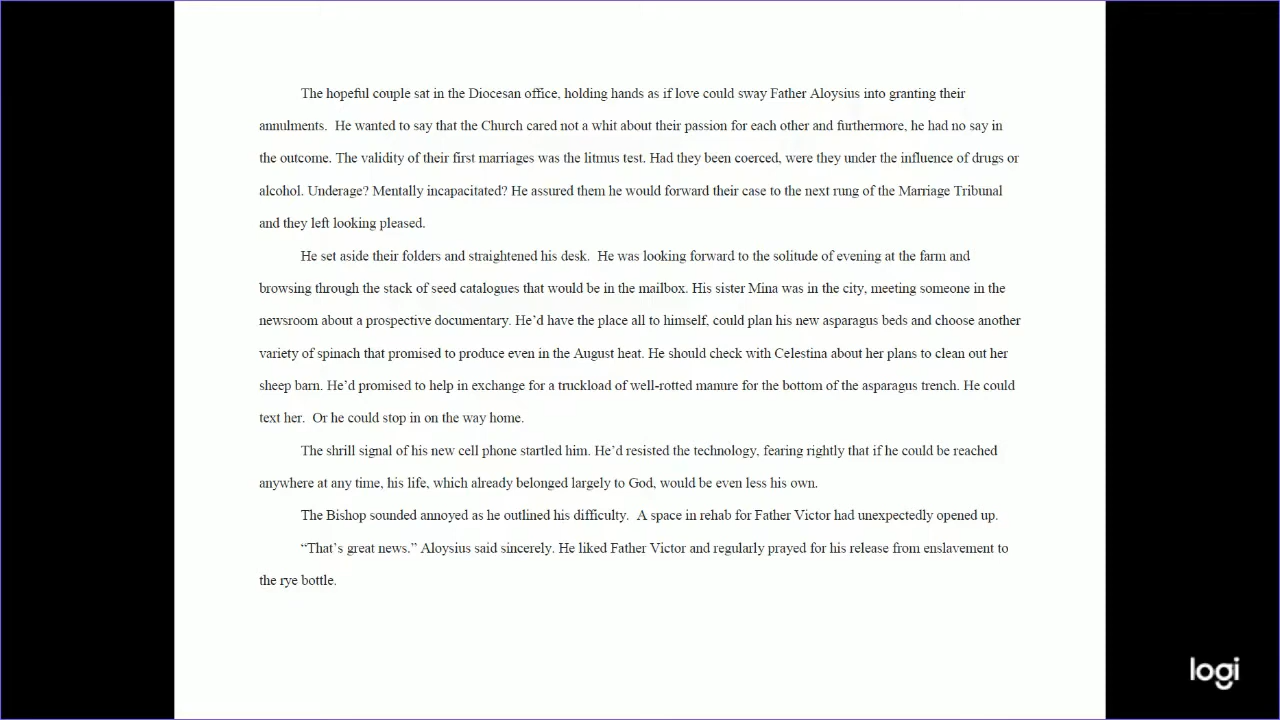 The hopeful couple sat in the Diocesan office, holding hands as if love could sway Father Aloysius into granting their
annulments.  He wanted to say that the Church cared not a whit about their passion for each other and furthermore, he had no say in
the outcome. The validity of their first marriages was the litmus test. Had they been coerced, were they under the influence of drugs or
alcohol. Underage? Mentally incapacitated? He assured them he would forward their case to the next rung of the Marriage Tribunal
and they left looking pleased.
He set aside their folders and straightened his desk.  He was looking forward to the solitude of evening at the farm and
browsing through the stack of seed catalogues that would be in the mailbox. His sister Mina was in the city, meeting someone in the
newsroom about a prospective documentary. He’d have the place all to himself, could plan his new asparagus beds and choose another
variety of spinach that promised to produce even in the August heat. He should check with Celestina about her plans to clean out her
sheep barn. He’d promised to help in exchange for a truckload of well-rotted manure for the bottom of the asparagus trench. He could
text her.  Or he could stop in on the way home.
The shrill signal of his new cell phone startled him. He’d resisted the technology, fearing rightly that if he could be reached
anywhere at any time, his life, which already belonged largely to God, would be even less his own.
The Bishop sounded annoyed as he outlined his difficulty.  A space in rehab for Father Victor had unexpectedly opened up.
“That’s great news.” Aloysius said sincerely. He liked Father Victor and regularly prayed for his release from enslavement to
the rye bottle.
logi